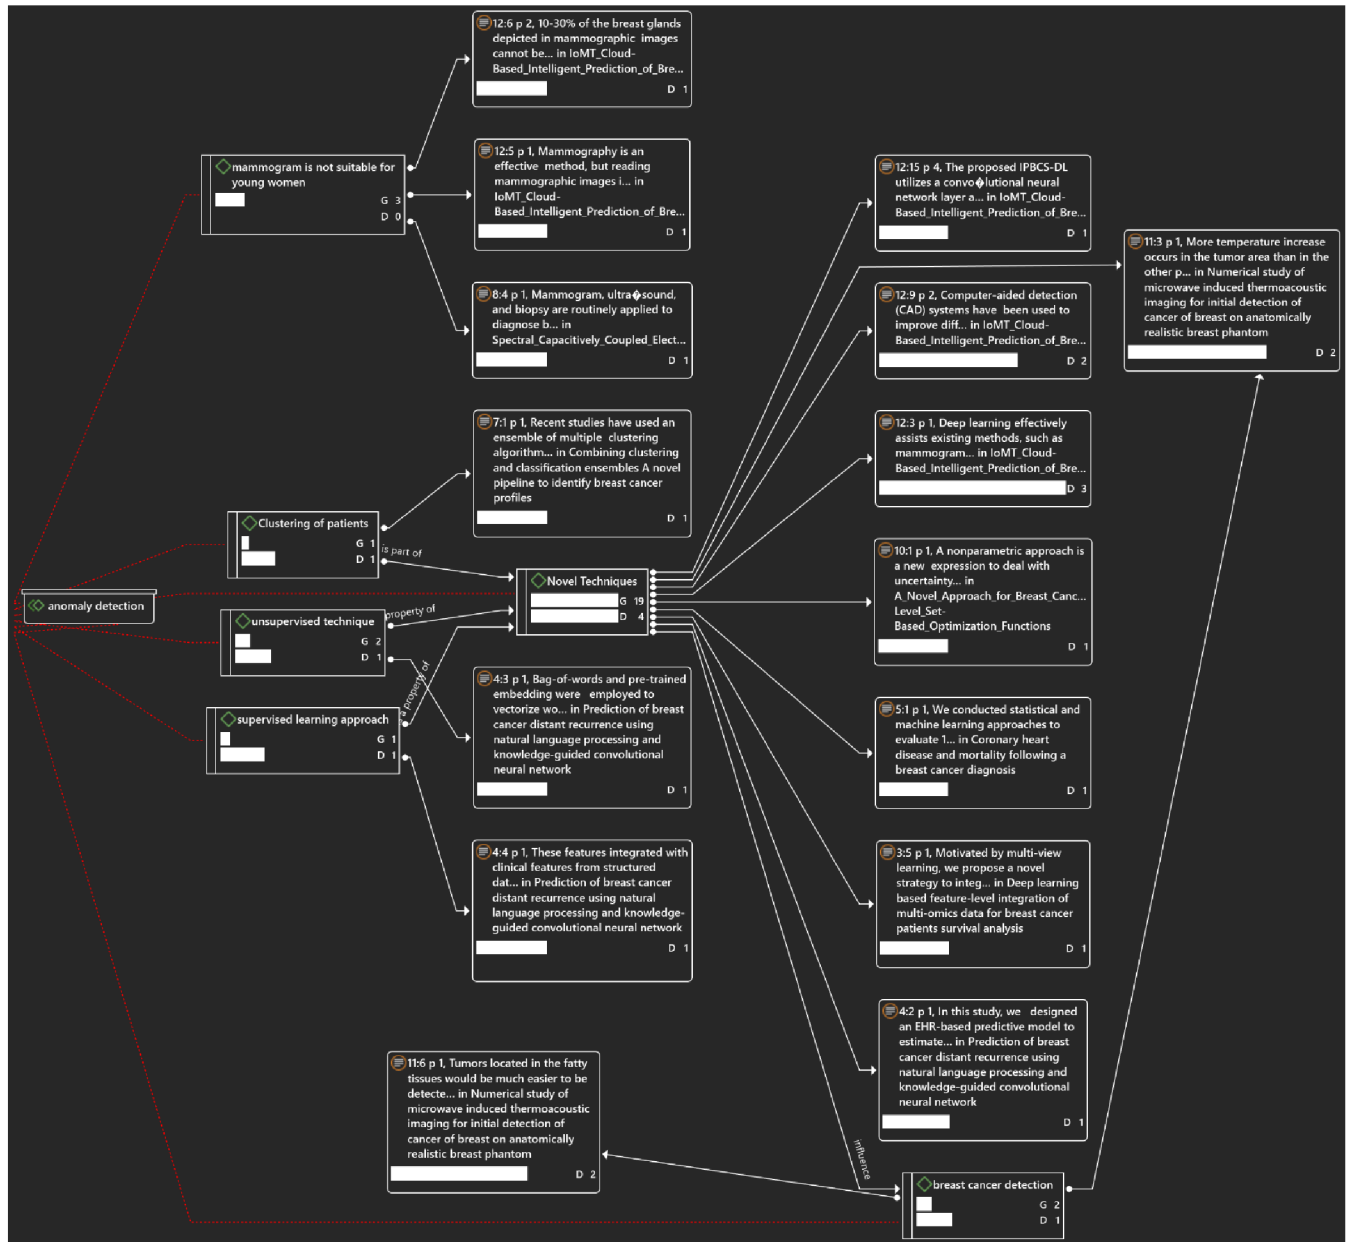 12:6 p 2, 10-30% of the breast glands
depicted in mammographic images
cannot be... in IoMT_Cloud-
Based_Intelligent_Prediction_of_Bre...
D 1
mammogram is not suitable for
young women
G 3
D 0
12:5 p 1, Mammography is an
effective method, but reading
mammographic images i... in
IoMT_Cloud-
Based_Intelligent_Prediction_of_Bre...
D 1
8:4 p 1, Mammogram, ultra�sound,
and biopsy are routinely applied to
diagnose b... in
Spectral_Capacitively_Coupled_Elect...
D 1
7:1 p 1, Recent studies have used an
ensemble of multiple clustering
algorithm... in Combining clustering
and classification ensembles A novel
pipeline to identify breast cancer
profiles
D 1
Clustering of patients
G 1
D 1
is part of
Novel Techniques
G 19
D 4
anomaly detection
unsupervised technique
G 2
D 1
property of
supervised learning approach
G 1
D 1
a property of
4:3 p 1, Bag-of-words and pre-trained
embedding were employed to
vectorize wo... in Prediction of breast
cancer distant recurrence using
natural language processing and
knowledge-guided convolutional
neural network
D 1
4:4 p 1, These features integrated with
clinical features from structured
dat... in Prediction of breast cancer
distant recurrence using natural
language processing and knowledge-
guided convolutional neural network
D 1
11:6 p 1, Tumors located in the fatty
tissues would be much easier to be
detecte... in Numerical study of
microwave induced thermoacoustic
imaging for initial detection of
cancer of breast on anatomically
realistic breast phantom
D 2
12:15 p 4, The proposed IPBCS-DL
utilizes a convo�lutional neural
network layer a... in IoMT_Cloud-
Based_Intelligent_Prediction_of_Bre...
D 1
12:9 p 2, Computer-aided detection
(CAD) systems have been used to
improve diff... in IoMT_Cloud-
Based_Intelligent_Prediction_of_Bre...
D 2
12:3 p 1, Deep learning effectively
assists existing methods, such as
mammogram... in IoMT_Cloud-
Based_Intelligent_Prediction_of_Bre...
D 3
10:1 p 1, A nonparametric approach is
a new expression to deal with
uncertainty... in
A_Novel_Approach_for_Breast_Canc...
Level_Set-
Based_Optimization_Functions
D 1
5:1 p 1, We conducted statistical and
machine learning approaches to
evaluate 1... in Coronary heart
disease and mortality following a
breast cancer diagnosis
D 1
3:5 p 1, Motivated by multi-view
learning, we propose a novel
strategy to integ... in Deep learning
based feature-level integration of
multi-omics data for breast cancer
patients survival analysis
D 1
4:2 p 1, In this study, we designed
an EHR-based predictive model to
estimate... in Prediction of breast
cancer distant recurrence using
natural language processing and
knowledge-guided convolutional
neural network
D 1
influence
breast cancer detection
G 2
D 1
11:3 p 1, More temperature increase
occurs in the tumor area than in the
other p... in Numerical study of
microwave induced thermoacoustic
imaging for initial detection of
cancer of breast on anatomically
realistic breast phantom
D 2